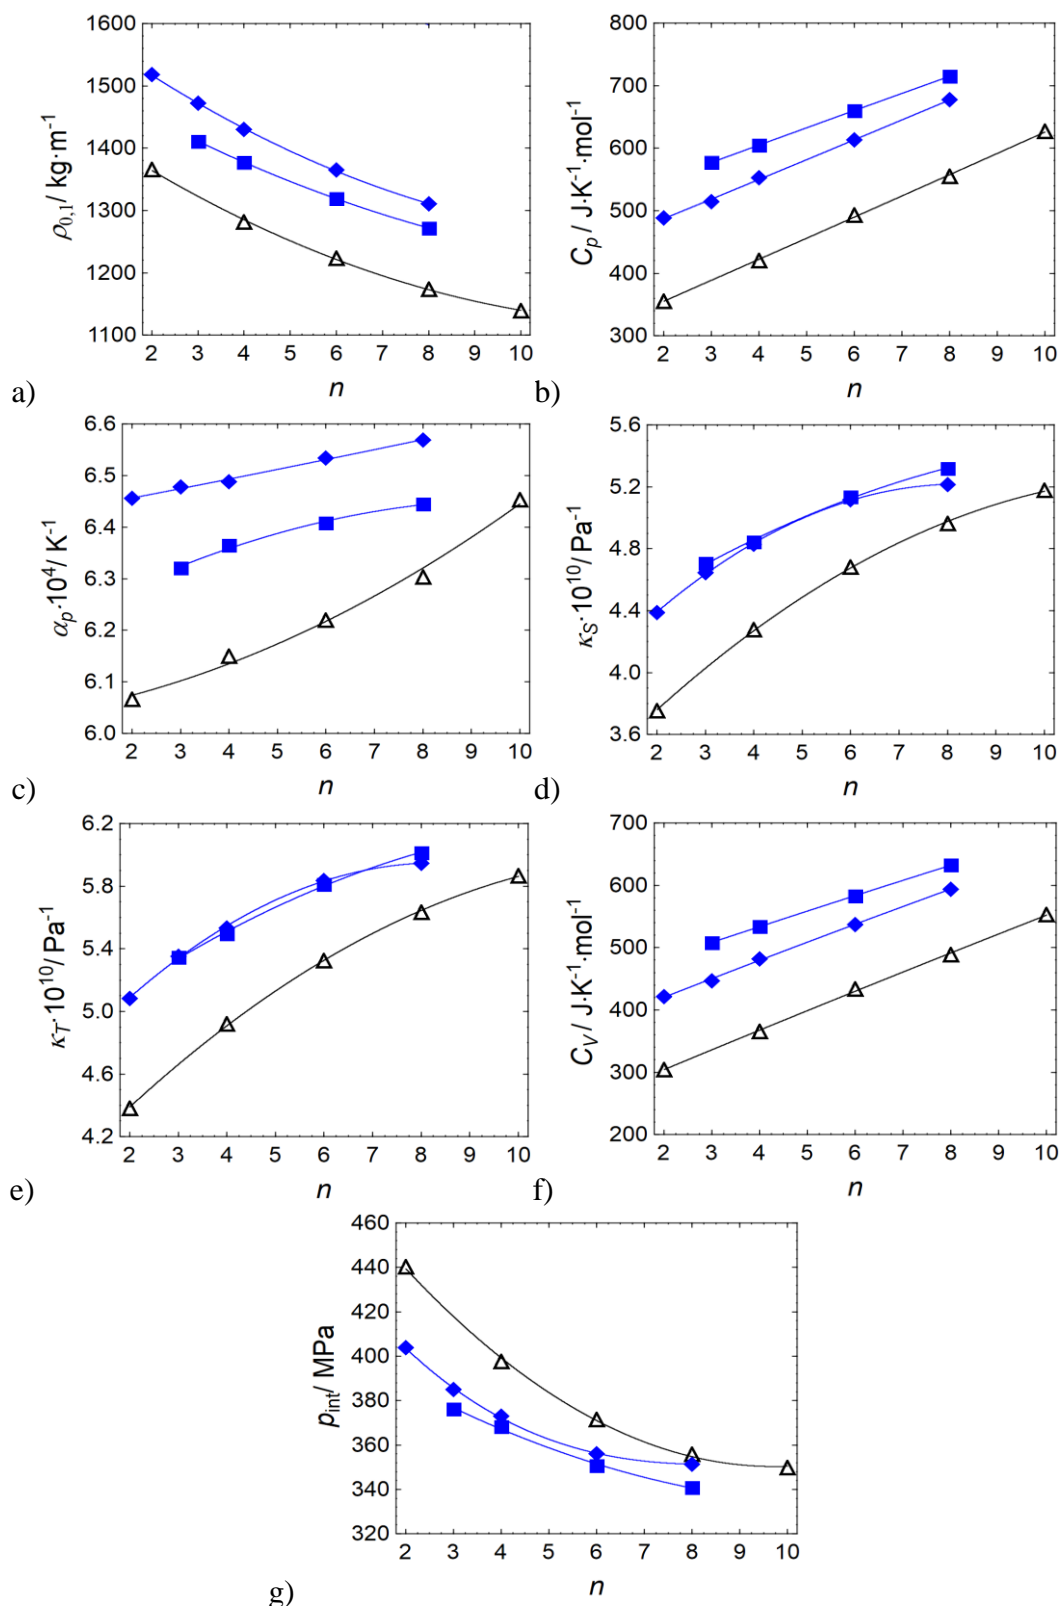 1600
1500
1400
1300
1200
1100
ρ0,1/ kg·m-1
2 3 4 5 6 7 8 9 10
n
a)
800
700
600
500
400
300
Cp / J·K-1·mol-1
2 3 4 5 6 7 8 9 10
n
b)
6.6
6.5
6.4
6.3
6.2
6.1
6.0
αp·10^4/ K-1
2 3 4 5 6 7 8 9 10
n
c)
5.6
5.2
4.8
4.4
4.0
3.6
κS·10^10/ Pa-1
2 3 4 5 6 7 8 9 10
n
d)
6.2
5.8
5.4
5.0
4.6
4.2
κT·10^10/ Pa-1
2 3 4 5 6 7 8 9 10
n
e)
700
600
500
400
300
200
CV / J·K-1·mol-1
2 3 4 5 6 7 8 9 10
n
f)
460
440
420
400
380
360
340
320
pint/ MPa
2 3 4 5 6 7 8 9 10
n
g)